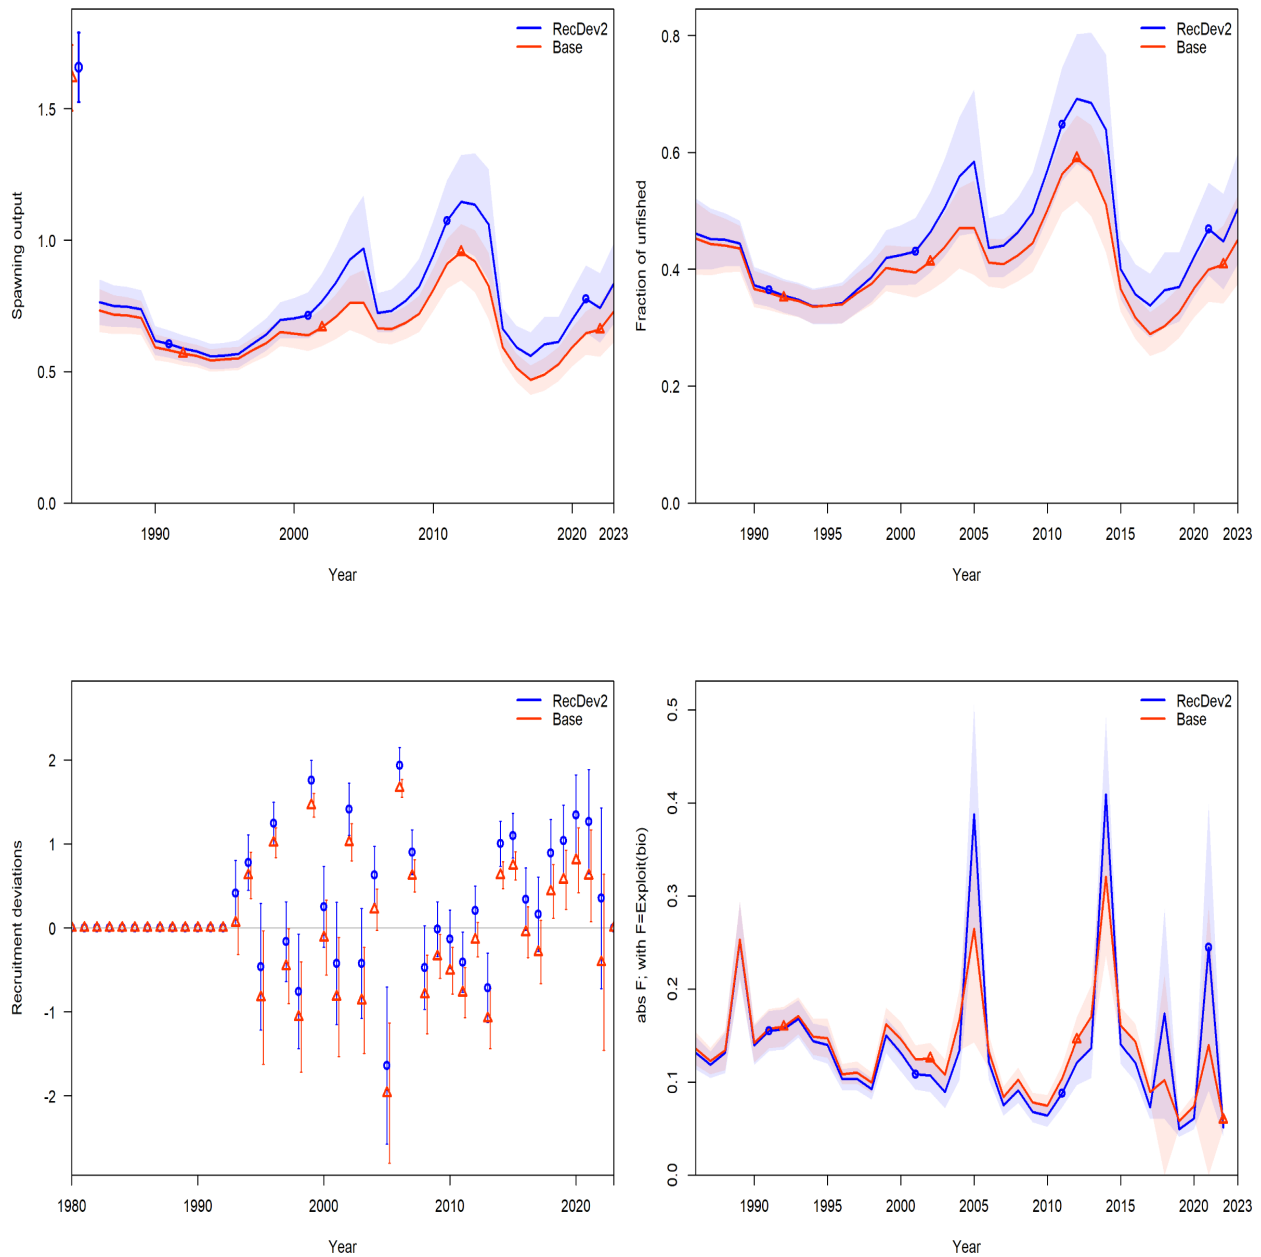 RecDev2
Base
Spawning output
1.5
1.0
0.5
0.0
1990
2000
2010
2020
2023
Year
RecDev2
Base
Fraction of unfished
0.8
0.6
0.4
0.2
0.0
1990
1995
2000
2005
2010
2015
2020
2023
Year
RecDev2
Base
Recruitment deviations
2
1
0
-1
-2
1980
1990
2000
2010
2020
Year
RecDev2
Base
abs F; with F=Exploit(bio)
0.5
0.4
0.3
0.2
0.1
0.0
1990
1995
2000
2005
2010
2015
2020
2023
Year